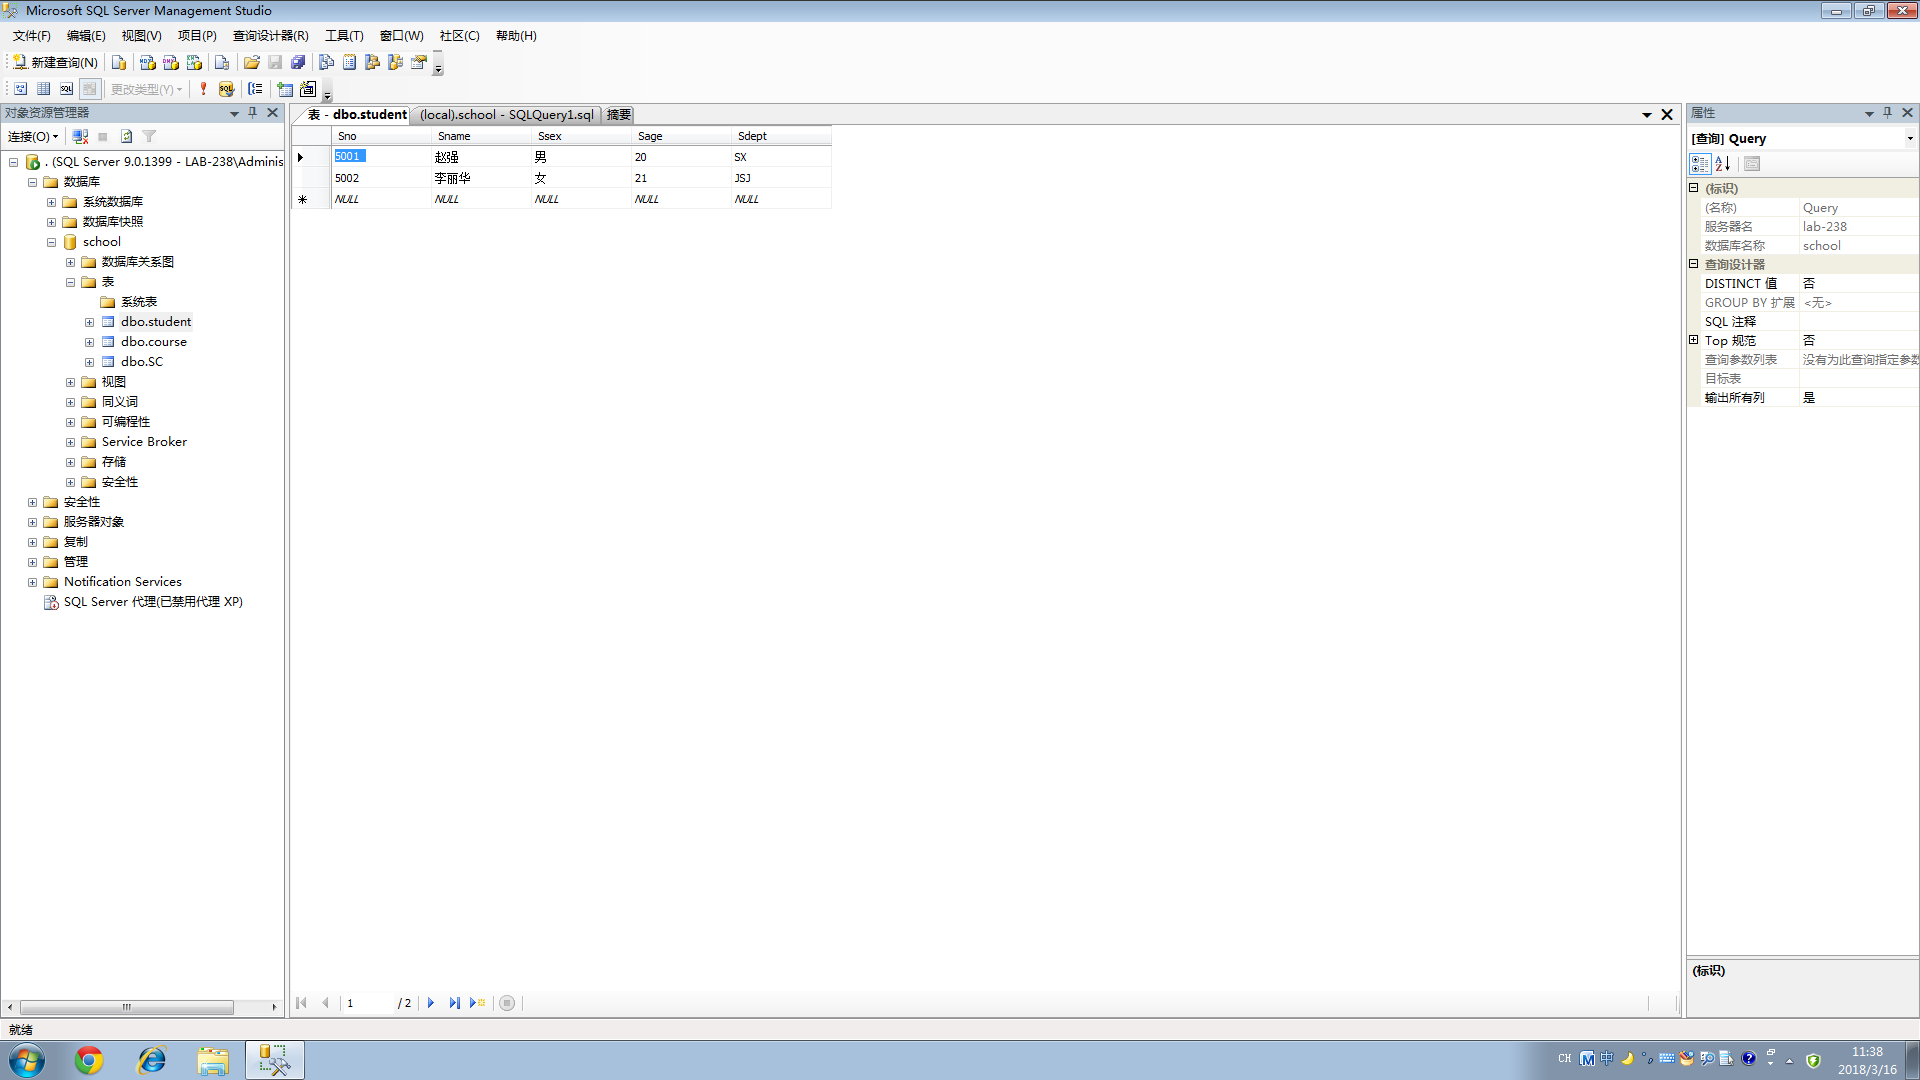 Microsoft SQL Server Management Studio
文件(F) 编辑(E) 视图(V) 项目(P) 查询设计器(R) 工具(T) 窗口(W) 社区(C) 帮助(H)
新建查询(N)
更改类型(Y)
对象资源管理器
连接(O)
. (SQL Server 9.0.1399 - LAB-238\Adminis
数据库
系统数据库
数据库快照
school
数据库关系图
表
系统表
dbo.student
dbo.course
dbo.SC
视图
同义词
可编程性
Service Broker
存储
安全性
安全性
服务器对象
复制
管理
Notification Services
SQL Server 代理(已禁用代理 XP)
表 - dbo.student (local).school - SQLQuery1.sql 摘要
Sno Sname Ssex Sage Sdept
5001 赵强 男 20 SX
5002 李丽华 女 21 JSJ
NULL NULL NULL NULL NULL
1 / 2
属性
[查询] Query
(标识)
(名称) Query
服务器名 lab-238
数据库名称 school
查询设计器
DISTINCT 值 否
GROUP BY 扩展 <无>
SQL 注释
Top 规范 否
查询参数列表 没有为此查询指定参数
目标表
输出所有列 是
(标识)
就绪
CH 中
11:38
2018/3/16